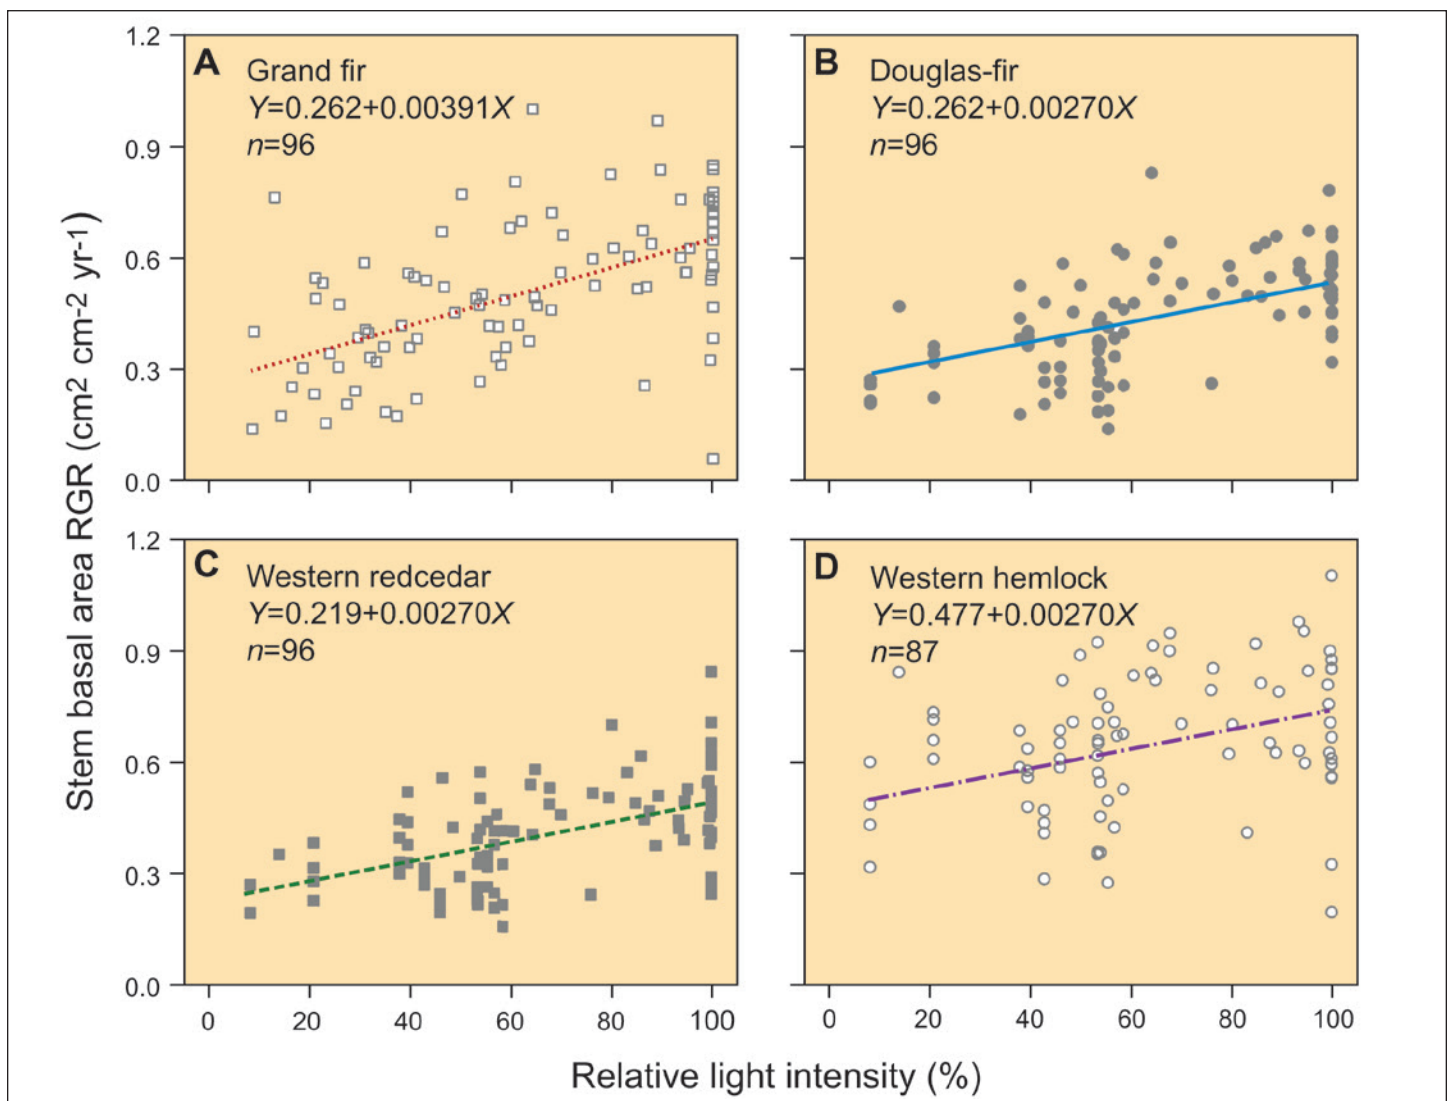 Stem basal area RGR (cm2 cm-2 yr-1)
1.2
0.9
0.6
0.3
0.0
A
Grand fir
Y=0.262+0.00391X
n=96
B
Douglas-fir
Y=0.262+0.00270X
n=96
1.2
0.9
0.6
0.3
0.0
C
Western redcedar
Y=0.219+0.00270X
n=96
D
Western hemlock
Y=0.477+0.00270X
n=87
0 20 40 60 80 100
0 20 40 60 80 100
Relative light intensity (%)